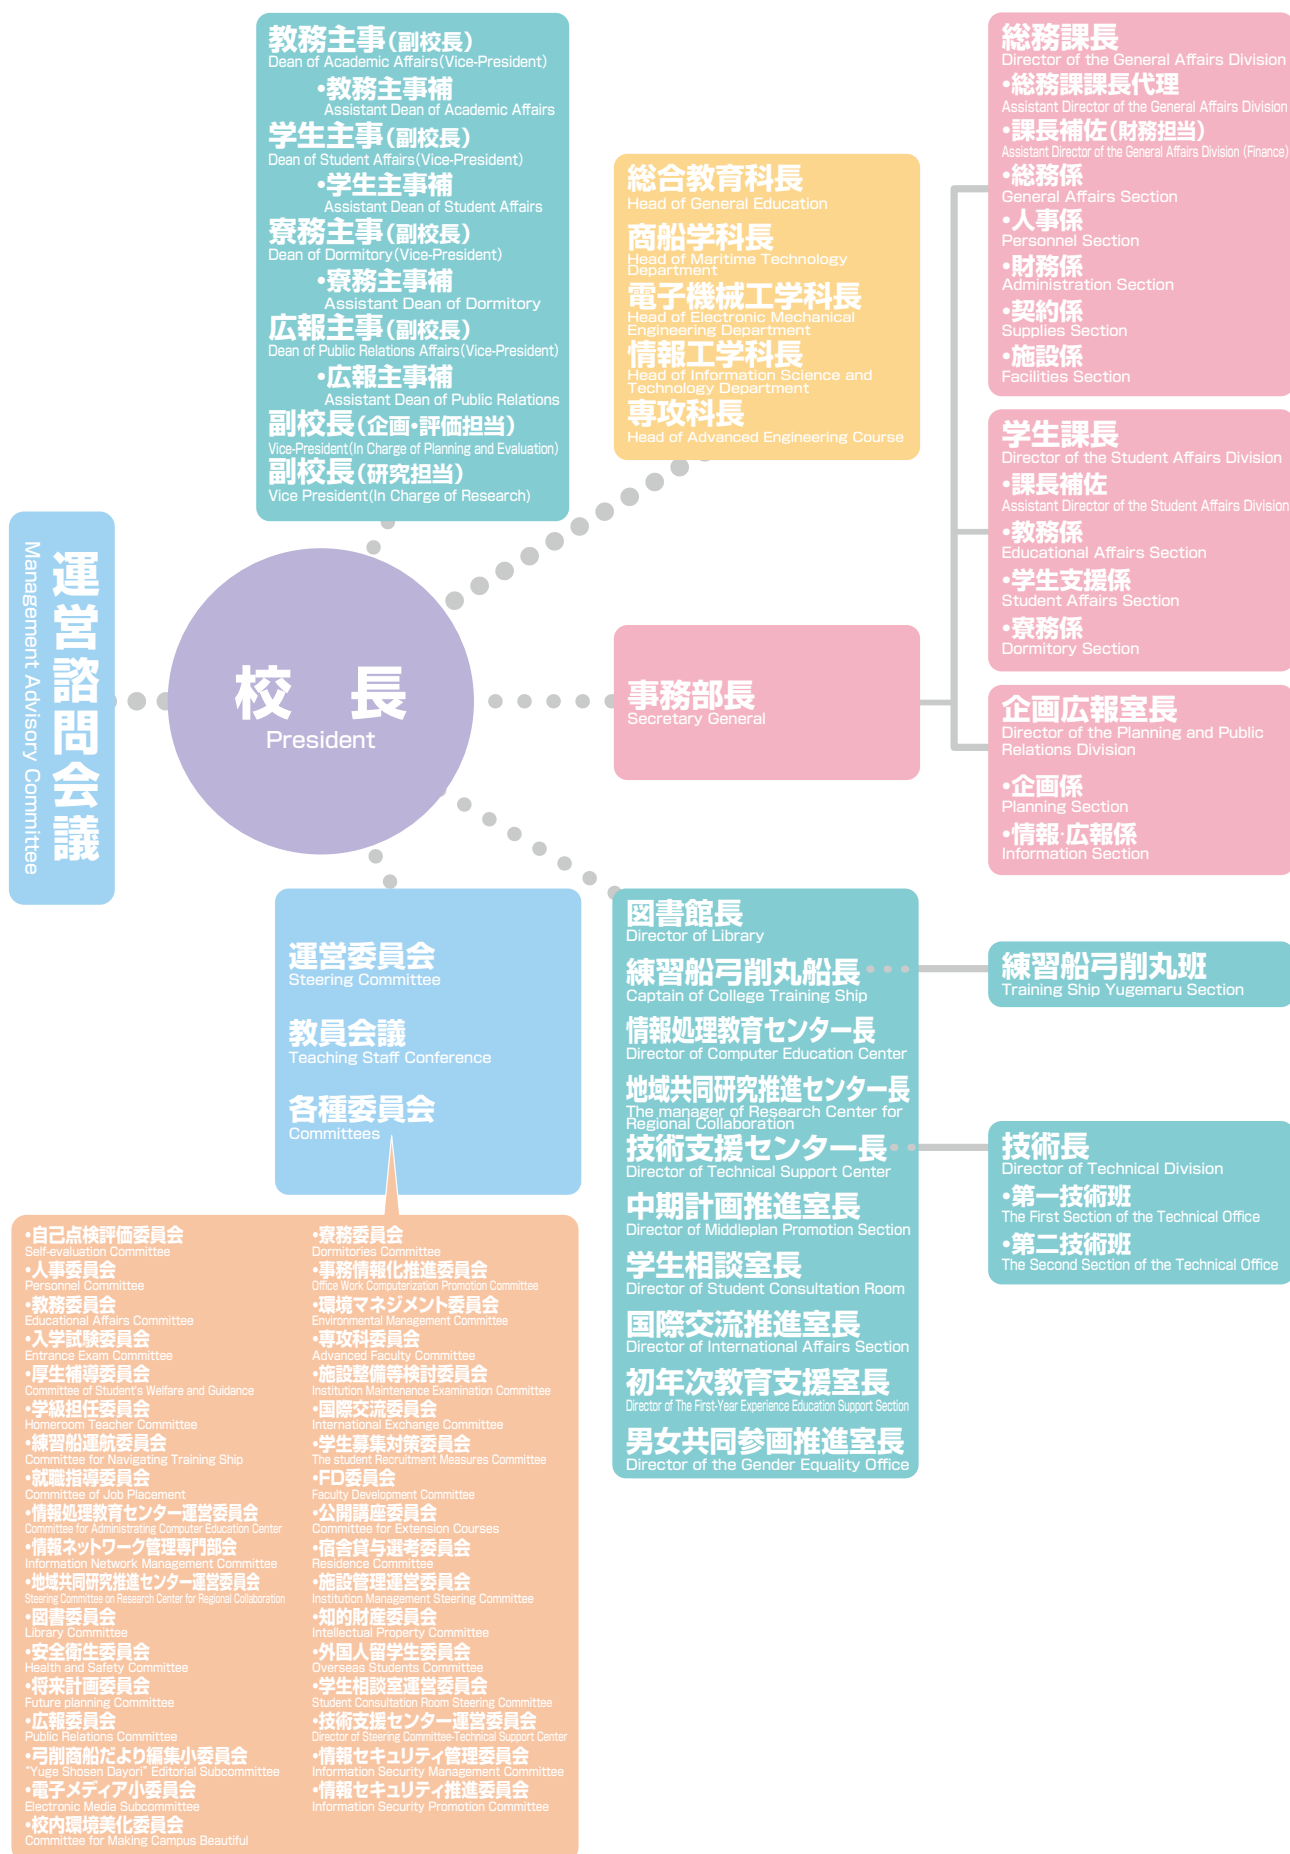 教務主事(副校長)
Dean of Academic Affairs(Vice-President)
•教務主事補
Assistant Dean of Academic Affairs
学生主事(副校長)
Dean of Student Affairs(Vice-President)
•学生主事補
Assistant Dean of Student Affairs
寮務主事(副校長)
Dean of Dormitory(Vice-President)
•寮務主事補
Assistant Dean of Dormitory
広報主事(副校長)
Dean of Public Relations Affairs(Vice-President)
•広報主事補
Assistant Dean of Public Relations
副校長(企画•評価担当)
Vice-President(In Charge of Planning and Evaluation)
副校長(研究担当)
Vice President(In Charge of Research)
総合教育科長
Head of General Education
商船学科長
Head of Maritime Technology
Department
電子機械工学科長
Head of Electronic Mechanical
Engineering Department
情報工学科長
Head of Information Science and
Technology Department
専攻科長
Head of Advanced Engineering Course
総務課長
Director of the General Affairs Division
•総務課課長代理
Assistant Director of the General Affairs Division
•課長補佐(財務担当)
Assistant Director of the General Affairs Division (Finance)
•総務係
General Affairs Section
•人事係
Personnel Section
•財務係
Administration Section
•契約係
Supplies Section
•施設係
Facilities Section
学生課長
Director of the Student Affairs Division
•課長補佐
Assistant Director of the Student Affairs Division
•教務係
Educational Affairs Section
•学生支援係
Student Affairs Section
•寮務係
Dormitory Section
企画広報室長
Director of the Planning and Public
Relations Division
•企画係
Planning Section
•情報·広報係
Information Section
運営諮問会議
Management Advisory Committee
校 長
President
事務部長
Secretary General
運営委員会
Steering Committee
教員会議
Teaching Staff Conference
各種委員会
Committees
図書館長
Director of Library
練習船弓削丸船長
Captain of College Training Ship
情報処理教育センター長
Director of Computer Education Center
地域共同研究推進センター長
The manager of Research Center for
Regional Collaboration
技術支援センター長
Director of Technical Support Center
中期計画推進室長
Director of Middleplan Promotion Section
学生相談室長
Director of Student Consultation Room
国際交流推進室長
Director of International Affairs Section
初年次教育支援室長
Director of The First-Year Experience Education Support Section
男女共同参画推進室長
Director of the Gender Equality Office
練習船弓削丸班
Training Ship Yugemaru Section
技術長
Director of Technical Division
•第一技術班
The First Section of the Technical Office
•第二技術班
The Second Section of the Technical Office
•自己点検評価委員会
Self-evaluation Committee
•人事委員会
Personnel Committee
•教務委員会
Educational Affairs Committee
•入学試験委員会
Entrance Exam Committee
•厚生補導委員会
Committee of Student's Welfare and Guidance
•学級担任委員会
Homeroom Teacher Committee
•練習船運航委員会
Committee for Navigating Training Ship
•就職指導委員会
Committee of Job Placement
•情報処理教育センター運営委員会
Committee for Administrating Computer Education Center
•情報ネットワーク管理専門部会
Information Network Management Committee
•地域共同研究推進センター運営委員会
Steering Committee on Research Center for Regional Collaboration
•図書委員会
Library Committee
•安全衛生委員会
Health and Safety Committee
•将来計画委員会
Future planning Committee
•広報委員会
Public Relations Committee
•弓削商船だより編集小委員会
"Yuge Shosen Dayori" Editorial Subcommittee
•電子メディア小委員会
Electronic Media Subcommittee
•校内環境美化委員会
Committee for Making Campus Beautiful
•寮務委員会
Dormitories Committee
•事務情報化推進委員会
Office Work Computerization Promotion Committee
•環境マネジメント委員会
Environmental Management Committee
•専攻科委員会
Advanced Faculty Committee
•施設整備等検討委員会
Institution Maintenance Examination Committee
•国際交流委員会
International Exchange Committee
•学生募集対策委員会
The student Recruitment Measures Committee
•FD委員会
Faculty Development Committee
•公開講座委員会
Committee for Extension Courses
•宿舎貸与選考委員会
Residence Committee
•施設管理運営委員会
Institution Management Steering Committee
•知的財産委員会
Intellectual Property Committee
•外国人留学生委員会
Overseas Students Committee
•学生相談室運営委員会
Student Consultation Room Steering Committee
•技術支援センター運営委員会
Director of Steering Committee-Technical Support Center
•情報セキュリティ管理委員会
Information Security Management Committee
•情報セキュリティ推進委員会
Information Security Promotion Committee